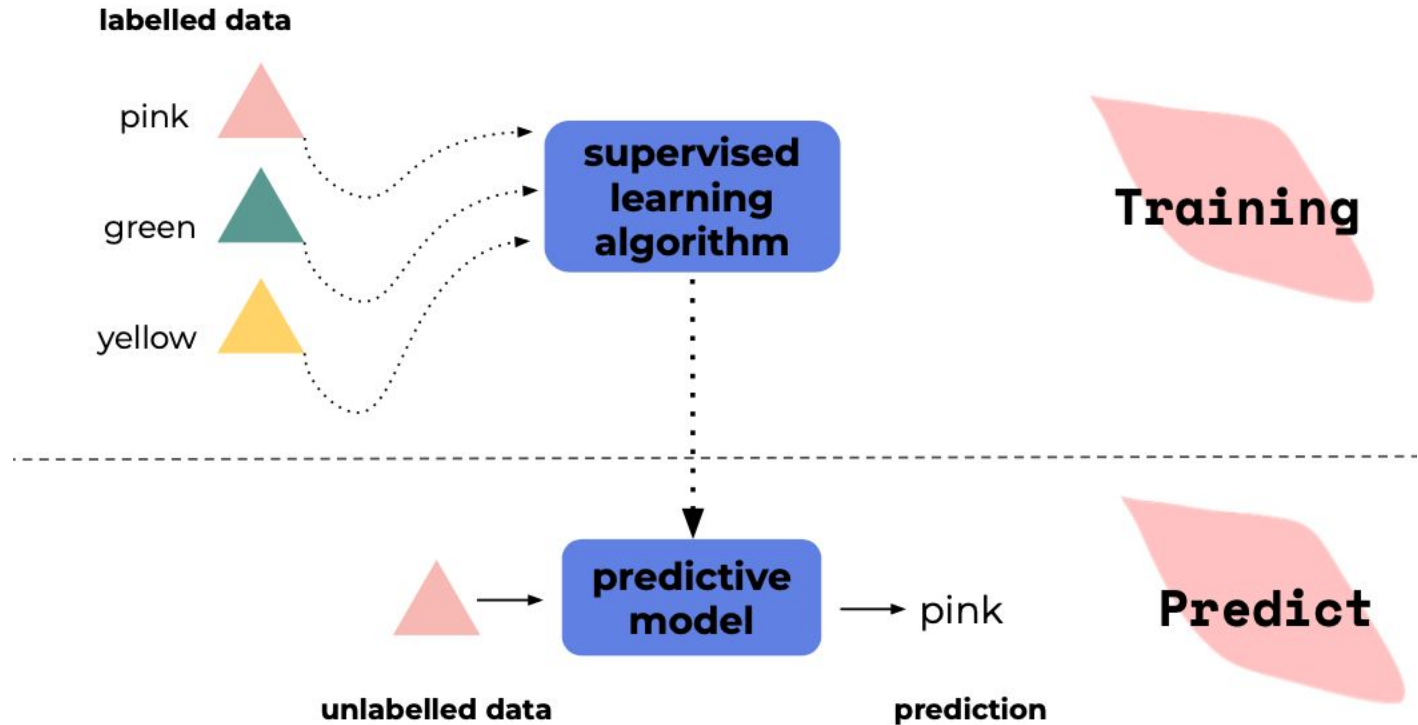 labelled data
pink
green
yellow
supervised
learning
algorithm
Training
predictive
model
pink
Predict
unlabelled data
prediction